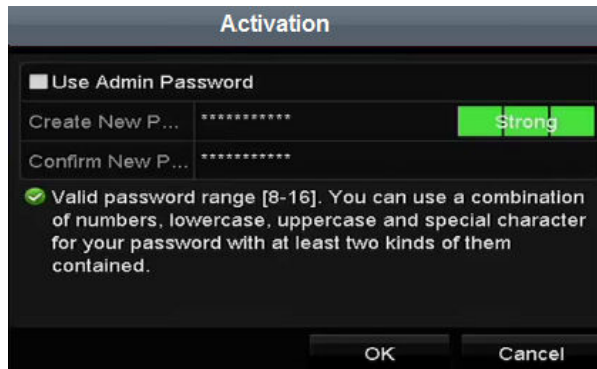 Activation
Use Admin Password
Create New P... *********** Strong
Confirm New P... ***********
Valid password range [8-16]. You can use a combination
of numbers, lowercase, uppercase and special character
for your password with at least two kinds of them
contained.
OK Cancel